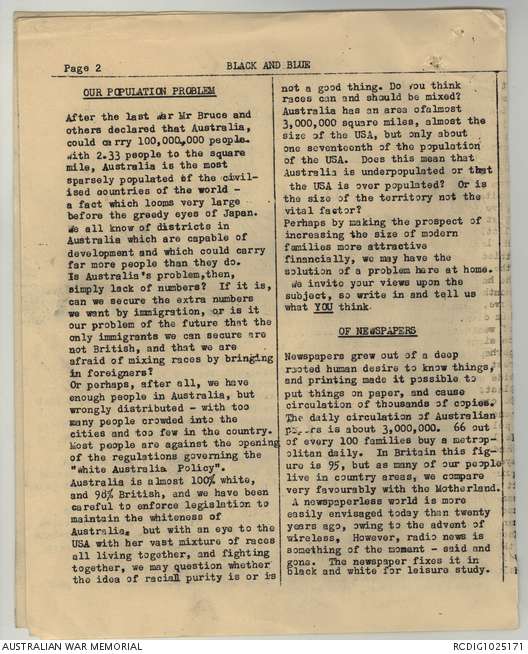 Page 2
BLACK AND BLUE
OUR POPULATION PROBLEM
After the last war Mr Bruce and
others declared that Australia,
could carry 100,000,000 people.
With 2.33 people to the square
mile, Australia is the most
sparsely populated of the civil-
ised countries of the world -
a fact which looms very large
before the greedy eyes of Japan.
We all know of districts in
Australia which are capable of
development and which could carry
far more people than they do.
Is Australia's problem,then,
simply lack of numbers? If it is,
can we secure the extra numbers
we want by immigration, or is it
our problem of the future that the
only immigrants we can secure are
not British, and that we are
afraid of mixing races by bringing
in foreigners?
Or perhaps, after all, we have
enough people in Australia, but
wrongly distributed - with too
many people crowded into the
cities and too few in the country.
Most people are against the opening
of the regulations governing the
"White Australia Policy".
Australia is almost 100% white,
and 96% British, and we have been
careful to enforce legislation to
maintain the whiteness of
Australia. but with an eye to the
USA with her vast mixture of races
all living together, and fighting
together, we may question whether
the idea of raciall purity is or is
not a good thing. Do you think
races can and should be mixed?
Australia has an area ofalmost
3,000,000 square miles, almost the
size of the USA, but only about
one seventeenth of the population
of the USA. Does this mean that
Australia is underpopulated or that
the USA is over populated? Or is
the size of the territory not the
vital factor?
Perhaps by making the prospect of
increasing the size of modern
families more attractive
financially, we may have the
solution of a problem here at home.
We invite your views upon the
subject, so write in and tell us
what YOU think.
OF NEWSPAPERS
Newspapers grew out of a deep
rooted human desire to know things,
and printing made it possible to
put things on paper, and cause
circulation of thousands of copies.
The daily circulation of Australian
papers is about 3,000,000. 66 out
of every 100 families buy a metrop-
olitan daily. In Britain this fig-
ure is 95, but as many of our people
live in country areas, we compare
very favourably with the Motherland.
A newspaperless world is more
easily envisaged today than twenty
years ago, owing to the advent of
wireless, However, radio news is
something of the moment - said and
gone. The newspaper fixes it in
black and white for leisure study.
AUSTRALIAN WAR MEMORIAL
RCDIG1025171